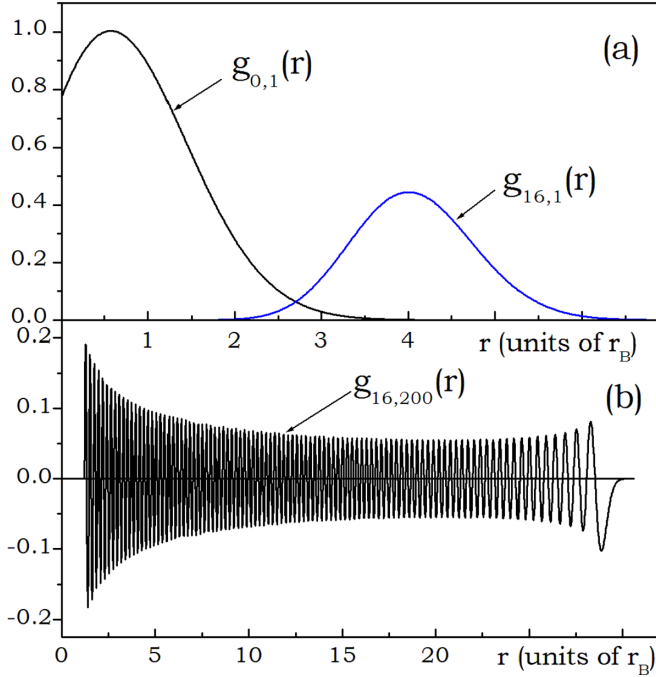 1.0
(a)
g0,1(r)
0.8
0.6
g16,1(r)
0.4
0.2
0.0
1 2 3 4 r (units of rB)
0.2
g16,200(r)
(b)
0.1
0.0
-0.1
-0.2
0 5 10 15 20 r (units of rB)